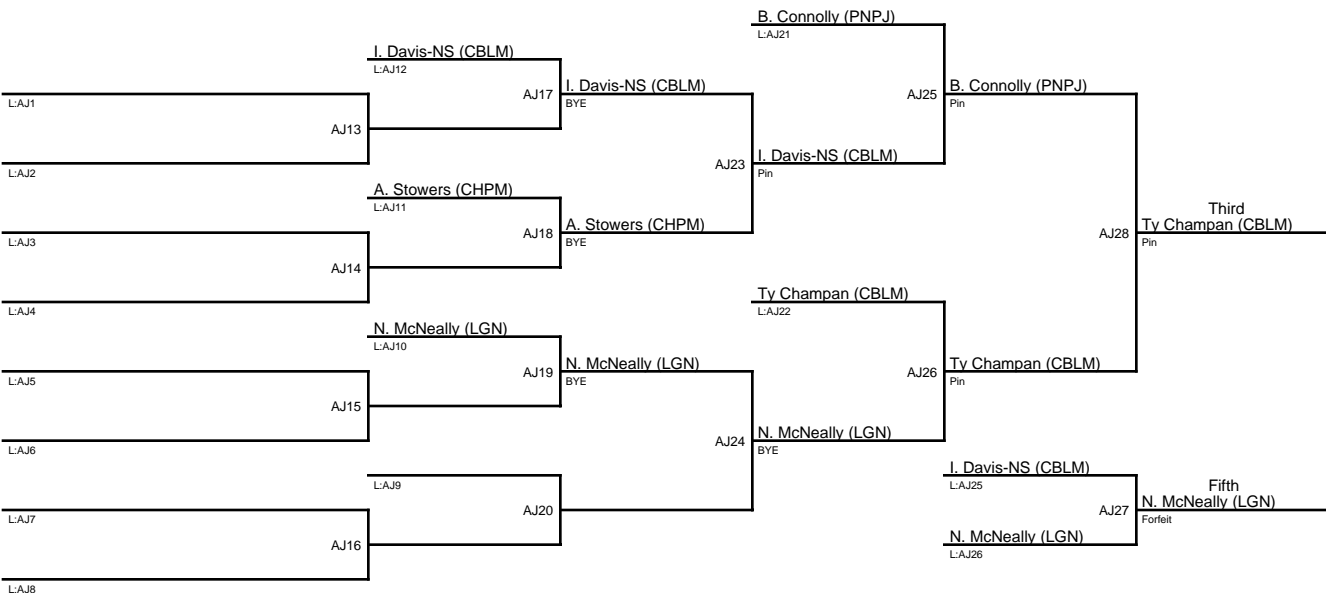 B. Connolly (PNPJ)
L:AJ21
I. Davis-NS (CBLM)
L:AJ12
AJ17
I. Davis-NS (CBLM)
BYE
AJ25
B. Connolly (PNPJ)
Pin
L:AJ1
AJ13
AJ23
I. Davis-NS (CBLM)
Pin
L:AJ2
A. Stowers (CHPM)
L:AJ11
AJ18
A. Stowers (CHPM)
BYE
AJ28
Third
Ty Champan (CBLM)
Pin
L:AJ3
AJ14
L:AJ4
Ty Champan (CBLM)
L:AJ22
N. McNeally (LGN)
L:AJ10
AJ19
N. McNeally (LGN)
BYE
AJ26
Ty Champan (CBLM)
Pin
L:AJ5
AJ15
AJ24
N. McNeally (LGN)
BYE
L:AJ6
I. Davis-NS (CBLM)
L:AJ25
L:AJ9
AJ20
AJ27
Fifth
N. McNeally (LGN)
Forfeit
L:AJ7
AJ16
N. McNeally (LGN)
L:AJ26
L:AJ8